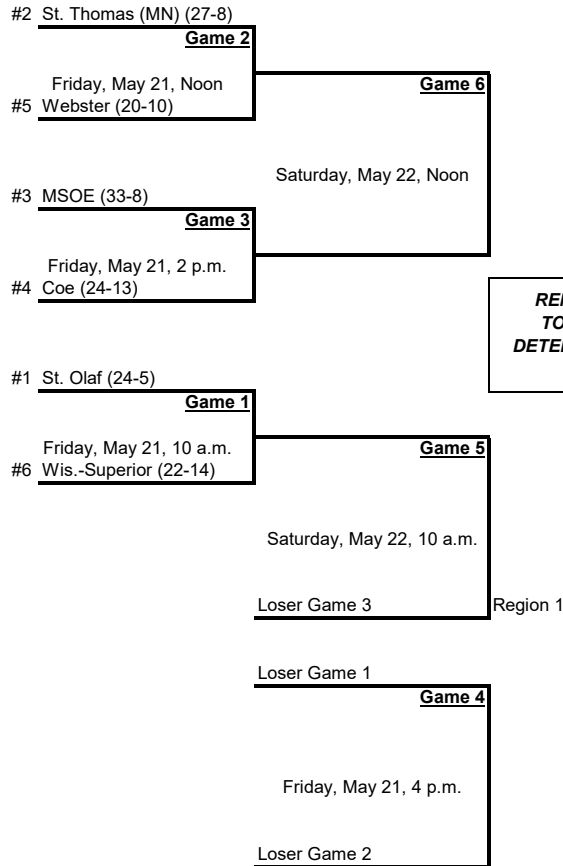 #2 St. Thomas (MN) (27-8)
Game 2
Friday, May 21, Noon
#5 Webster (20-10)
Game 6
Saturday, May 22, Noon
#3 MSOE (33-8)
Game 3
Friday, May 21, 2 p.m.
#4 Coe (24-13)
TO
#1 St. Olaf (24-5)
Game 1
Friday, May 21, 10 a.m.
#6 Wis.-Superior (22-14)
Game 5
Saturday, May 22, 10 a.m.
Loser Game 3
Region 1
Loser Game 1
Game 4
Friday, May 21, 4 p.m.
Loser Game 2